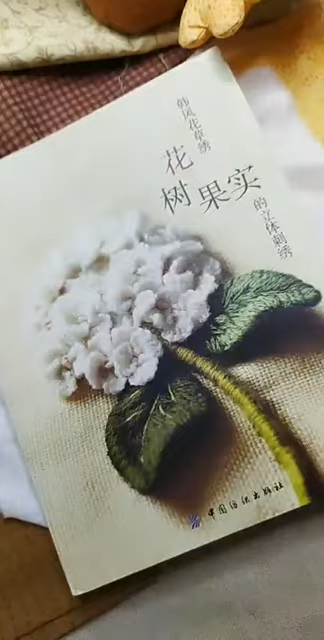 韩风花草绣
花
树果实
的立体刺绣
中国纺织出版社